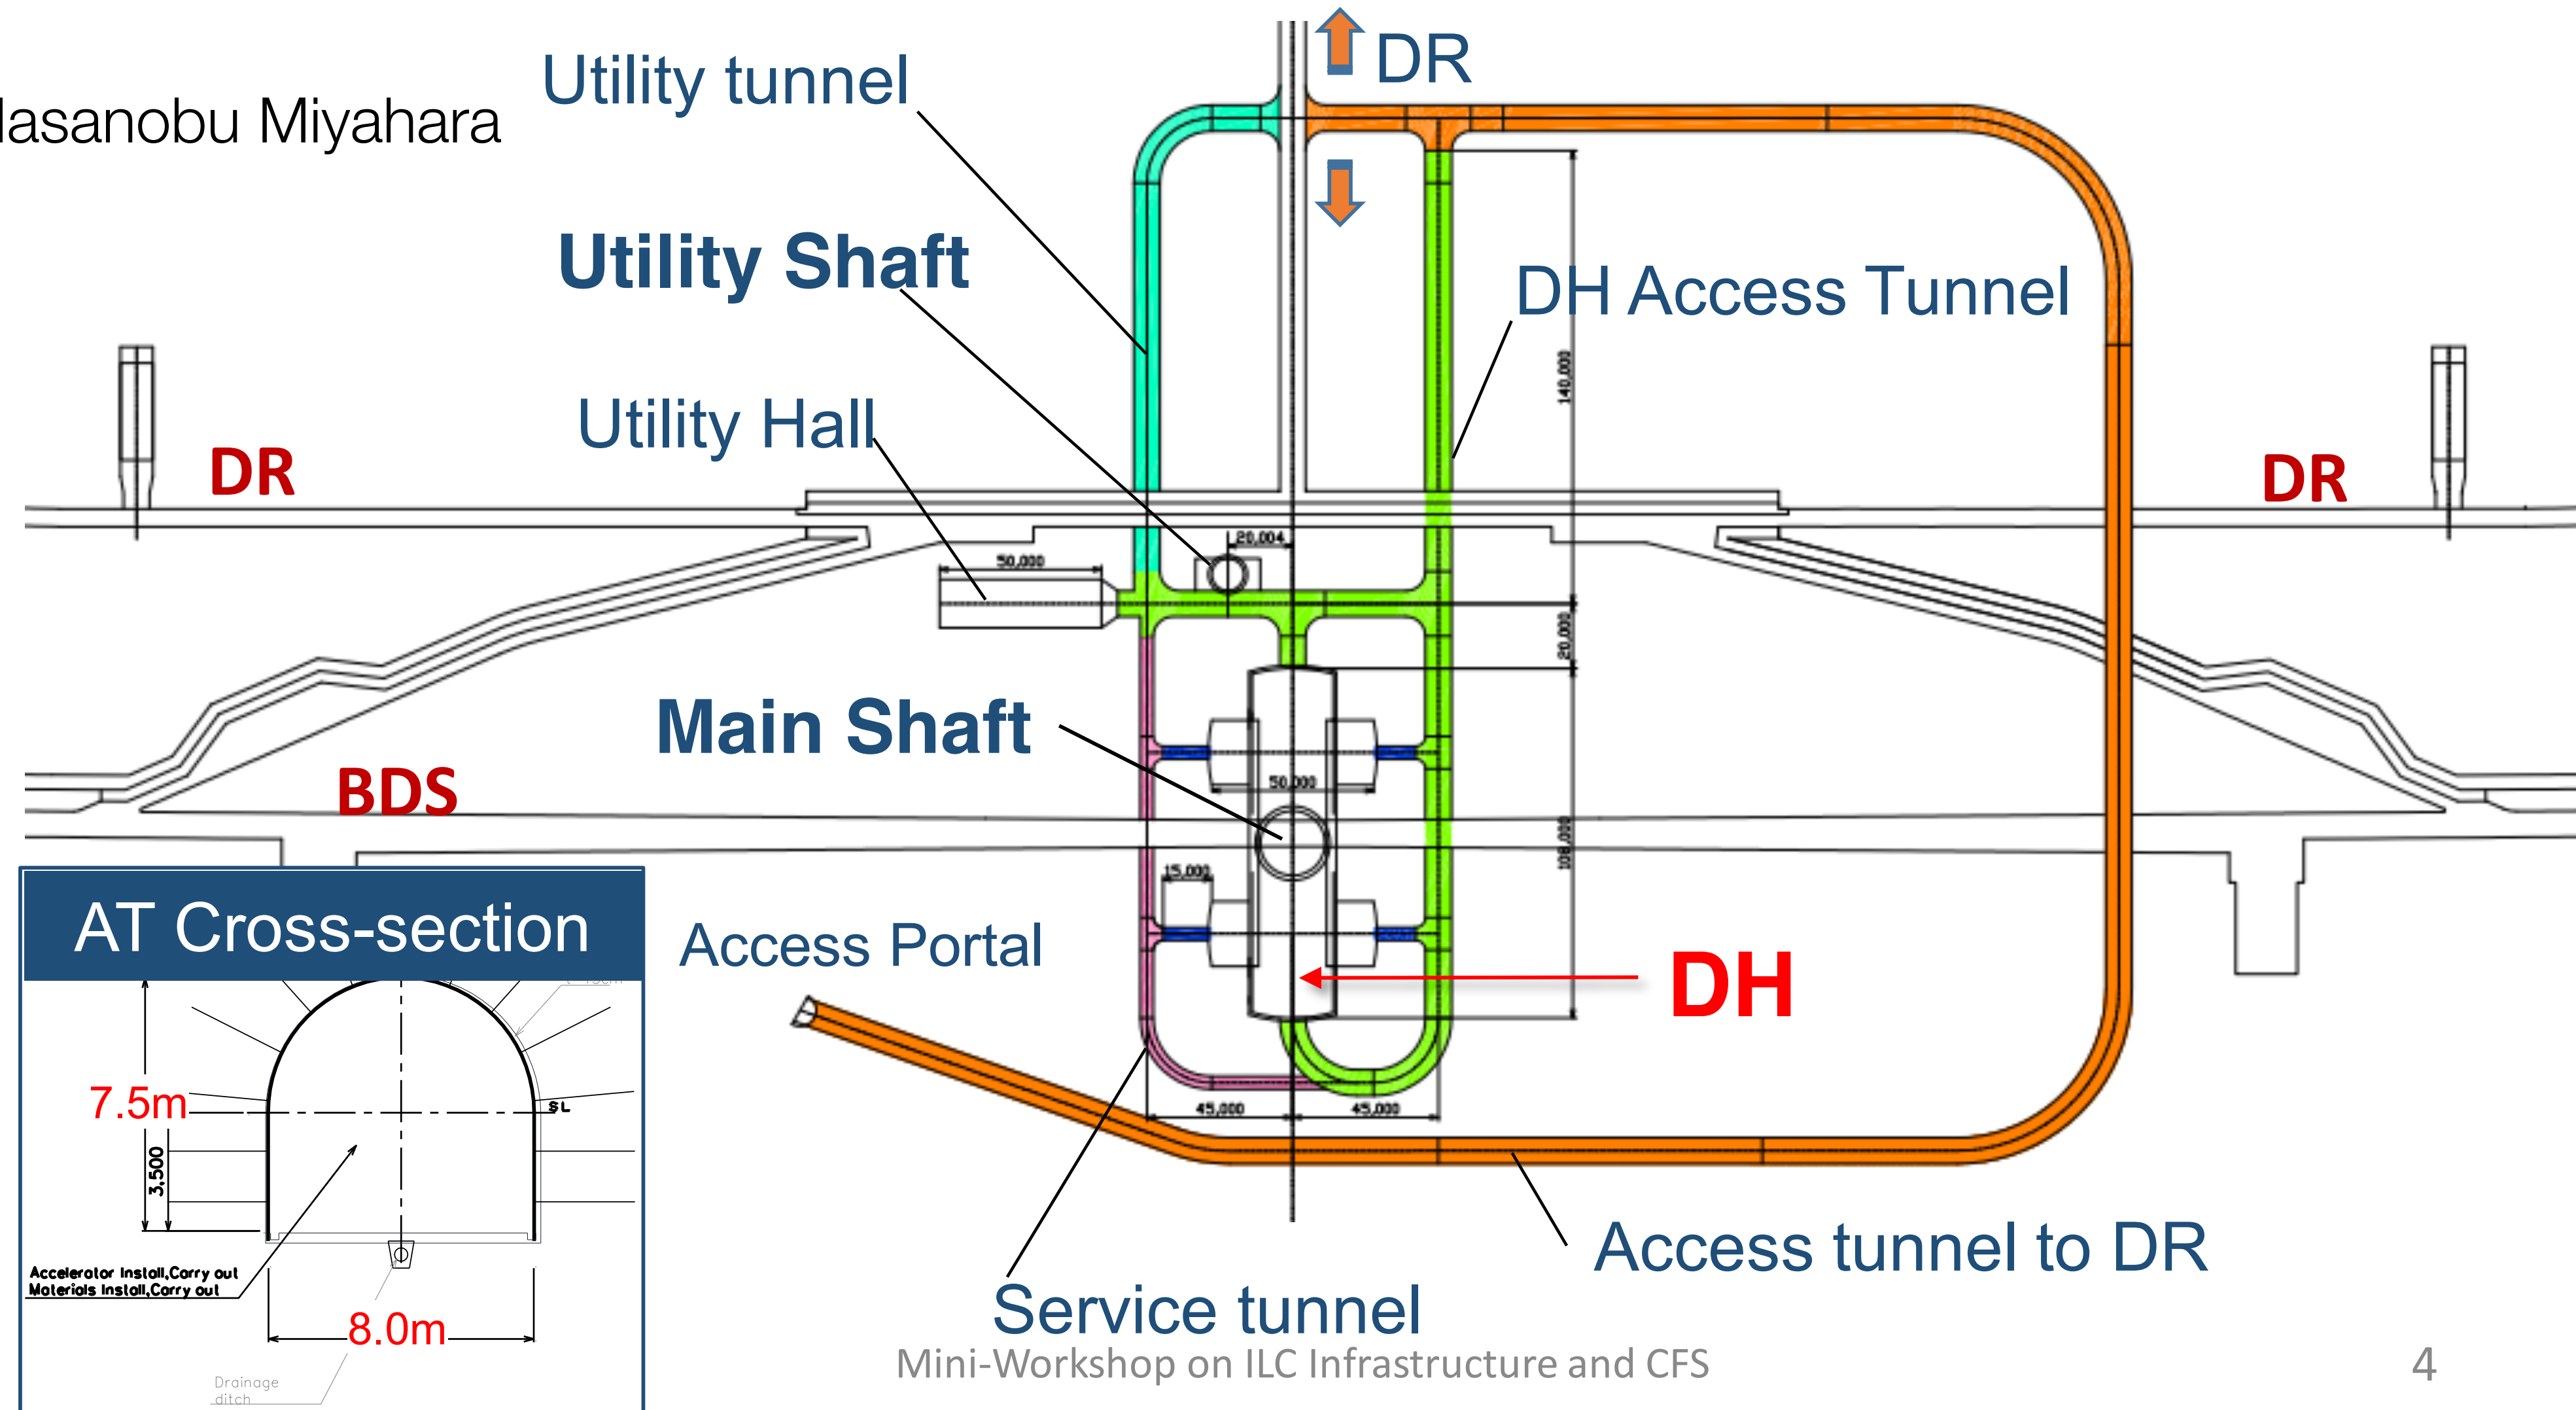 DR
Utility tunnel
lasanobu Miyahara
Utility Shaft
DH Access Tunnel
140,000
Utility Hall
DR
DR
20,004
50,000
20,000
Main Shaft
BDS
50,000
108,000
15,000
AT Cross-section
Access Portal
DH
7.5m
SL
3,500
45,000
45,000
Accelerator Install,Carry out
Materials Install,Carry out
8.0m
Access tunnel to DR
Service tunnel
Drainage
ditch
Mini-Workshop on ILC Infrastructure and CFS
4